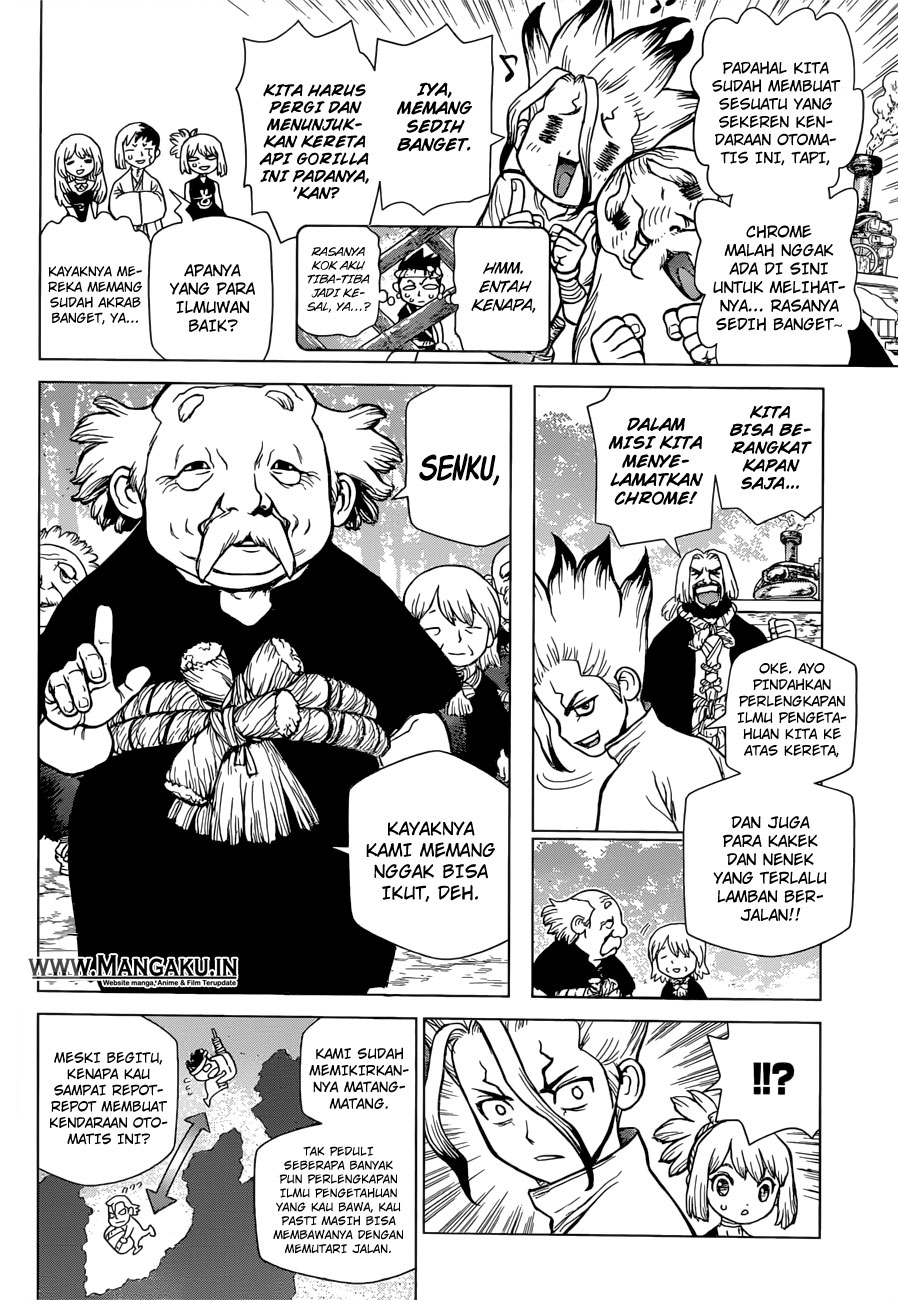 PADAHAL KITA
SUDAH MEMBUAT
SESUATU YANG
SEKEREN KEN-
DARAAN OTOMA-
TIS INI, TAPI,
CHROME
MALAH NGGAK
ADA DI SINI
UNTUK MELIHAT-
NYA... RASANYA
SEDIH BANGET~
IYA,
MEMANG
SEDIH
BANGET.
KITA HARUS
PERGI DAN
MENUNJUK-
KAN KERETA
API GORILLA
INI PADANYA,
'KAN?
HMM.
ENTAH
KENAPA,
RASANYA
KOK AKU
TIBA-TIBA
JADI KE-
SAL, YA...?
APANYA
YANG PARA
ILMUWAN
BAIK?
KAYAKNYA ME-
REKA MEMANG
SUDAH AKRAB
BANGET, YA...
KITA
BISA BE-
RANGKAT
KAPAN
SAJA...
DALAM
MISI KITA
MENYE-
LAMATKAN
CHROME!
OKE. AYO
PINDAHKAN
PERLENGKAPAN
ILMU PENGETA-
HUAN KITA KE
ATAS KERETA,
DAN JUGA
PARA KAKEK
DAN NENEK
YANG TERLALU
LAMBAN BER-
JALAN!!
SENKU,
KAYAKNYA
KAMI MEMANG
NGGAK BISA
IKUT, DEH.
WWW.MANGAKU.IN
Website manga, Anime & Film Terupdate
!!?
KAMI SUDAH
MEMIKIRKAN-
NYA MATANG-
MATANG.
TAK PEDULI
SEBERAPA BANYAK
PUN PERLENGKAPAN
ILMU PENGETAHUAN
YANG KAU BAWA, KAU
PASTI MASIH BISA
MEMBAWANYA DENGAN
MEMUTARI JALAN.
MESKI BEGITU,
KENAPA KAU
SAMPAI REPOT-
REPOT MEMBUAT
KENDARAAN OTO-
MATIS INI?